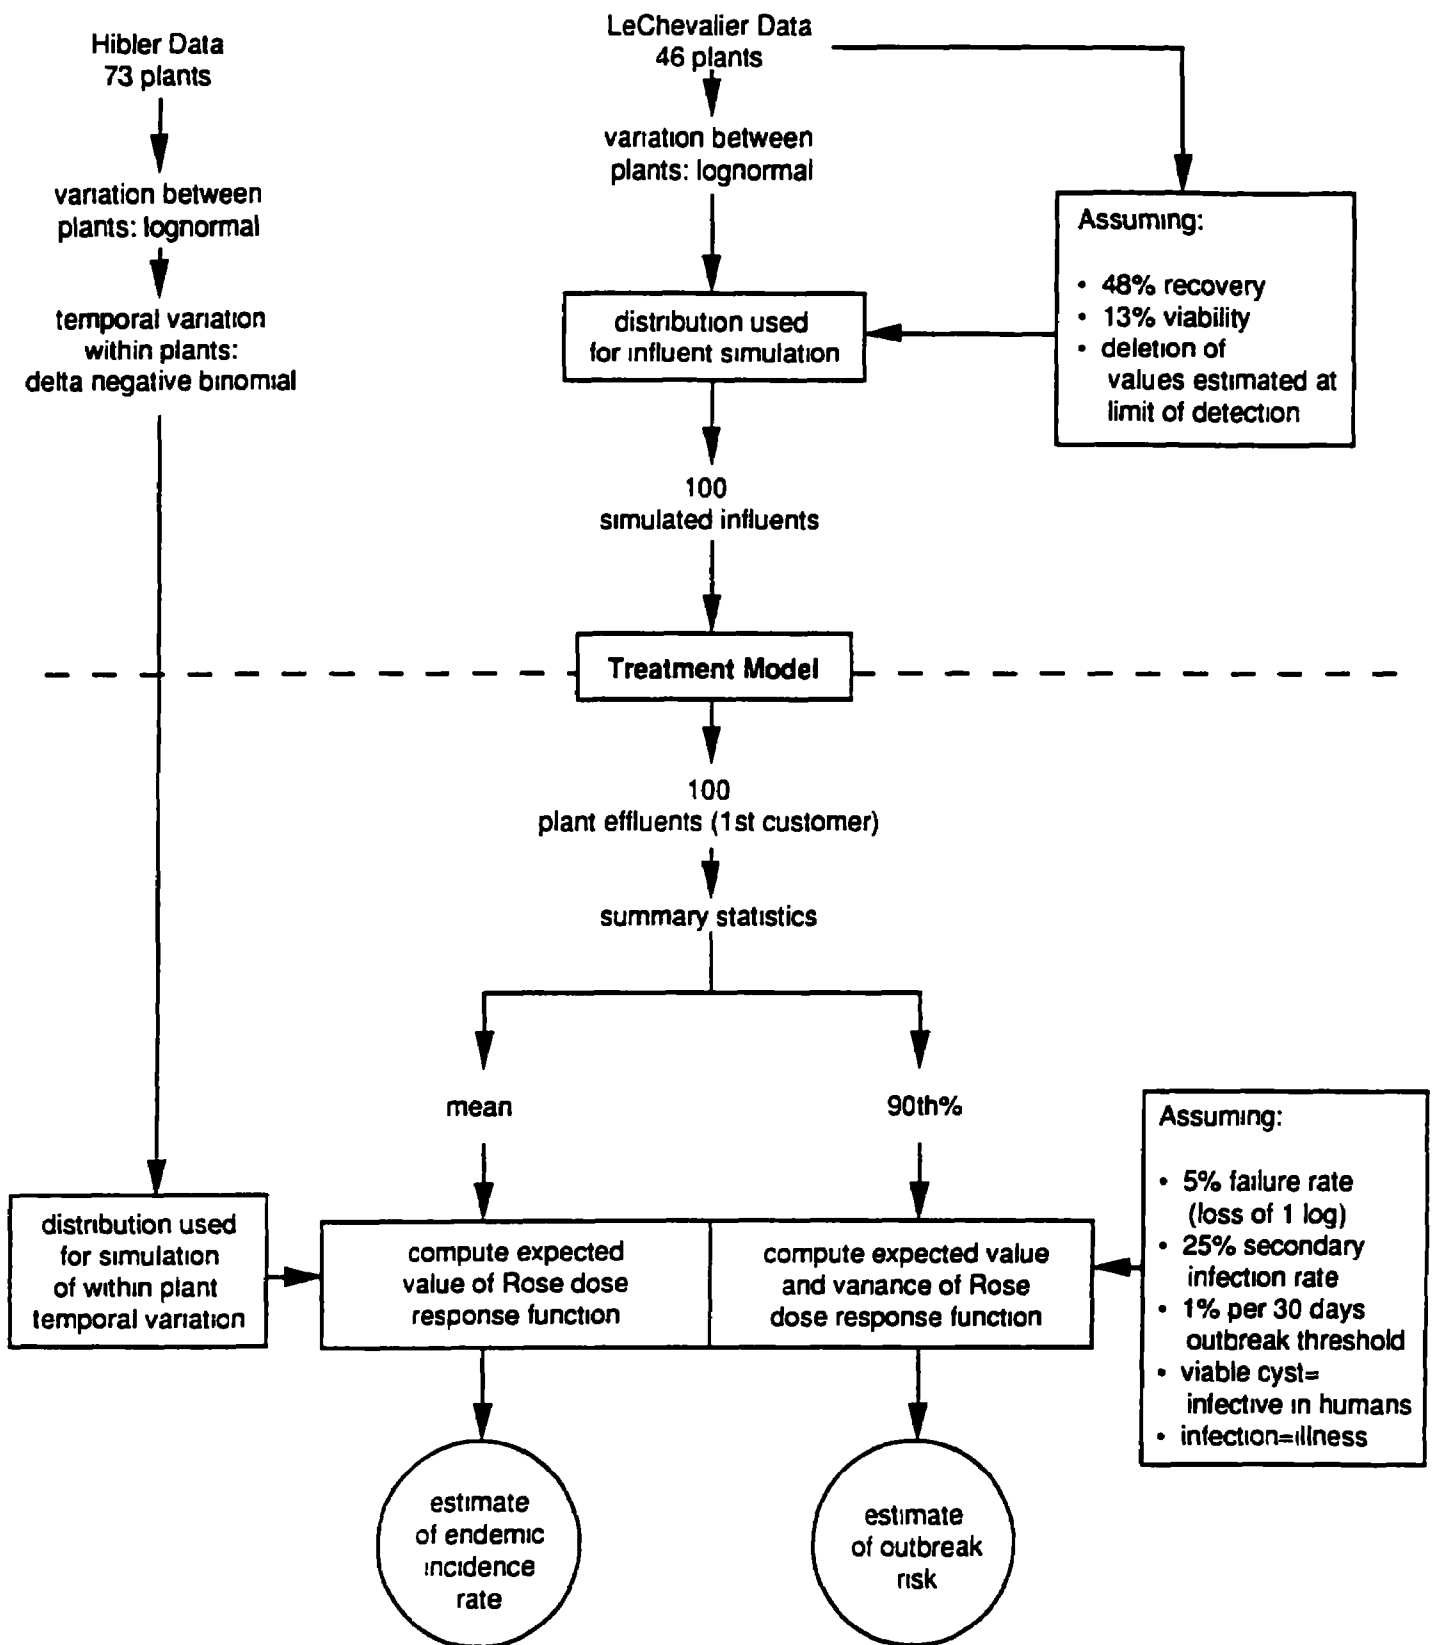 Hibler Data
73 plants
variation between
plants: lognormal
temporal variation
within plants:
delta negative binomial
LeChevalier Data
46 plants
variation between
plants: lognormal
Assuming:
• 48% recovery
• 13% viability
• deletion of
values estimated at
limit of detection
distribution used
for influent simulation
100
simulated influents
Treatment Model
100
plant effluents (1st customer)
summary statistics
mean
90th%
Assuming:
• 5% failure rate
(loss of 1 log)
• 25% secondary
infection rate
• 1% per 30 days
outbreak threshold
• viable cyst=
infective in humans
• infection=illness
distribution used
for simulation
of within plant
temporal variation
compute expected
value of Rose dose
response function
compute expected value
and variance of Rose
dose response function
estimate
of endemic
incidence
rate
estimate
of outbreak
risk